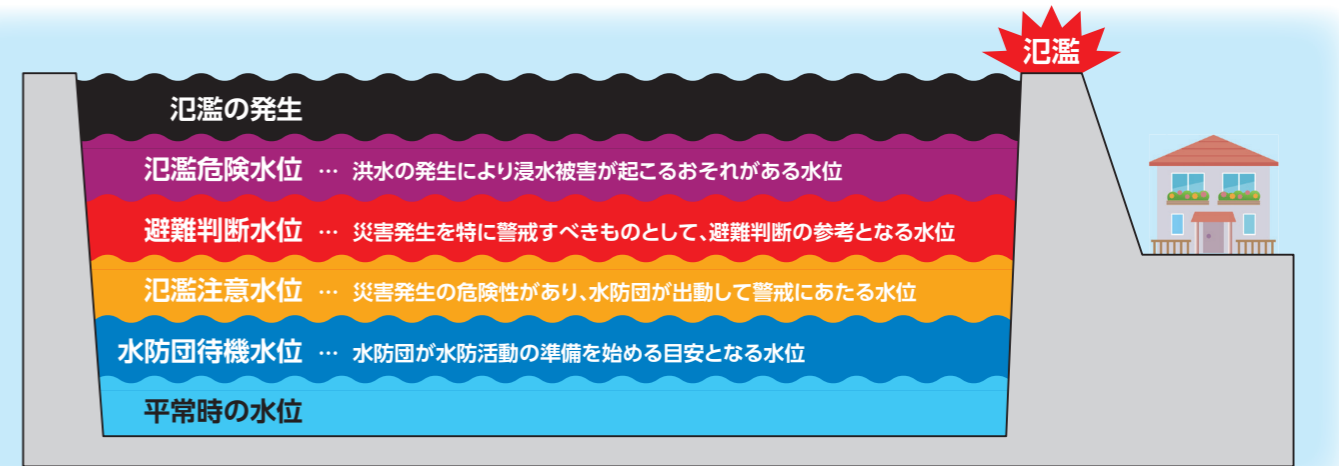 氾濫
氾濫の発生
氾濫危険水位 … 洪水の発生により浸水被害が起こるおそれがある水位
避難判断水位 … 災害発生を特に警戒すべきものとして、避難判断の参考となる水位
氾濫注意水位 … 災害発生の危険性があり、水防団が出動して警戒にあたる水位
水防団待機水位 … 水防団が水防活動の準備を始める目安となる水位
平常時の水位